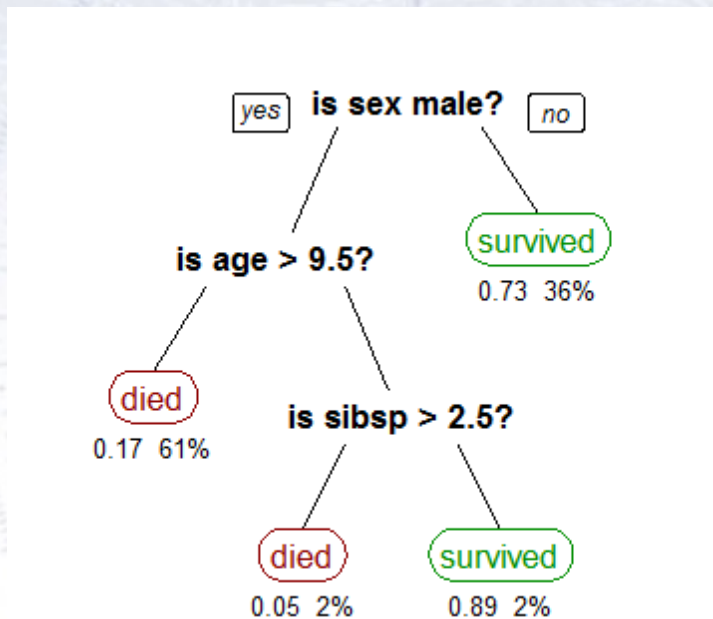 yes is sex male? no
is age > 9.5?
survived
0.73 36%
died
0.17 61%
is sibsp > 2.5?
died survived
0.05 2% 0.89 2%